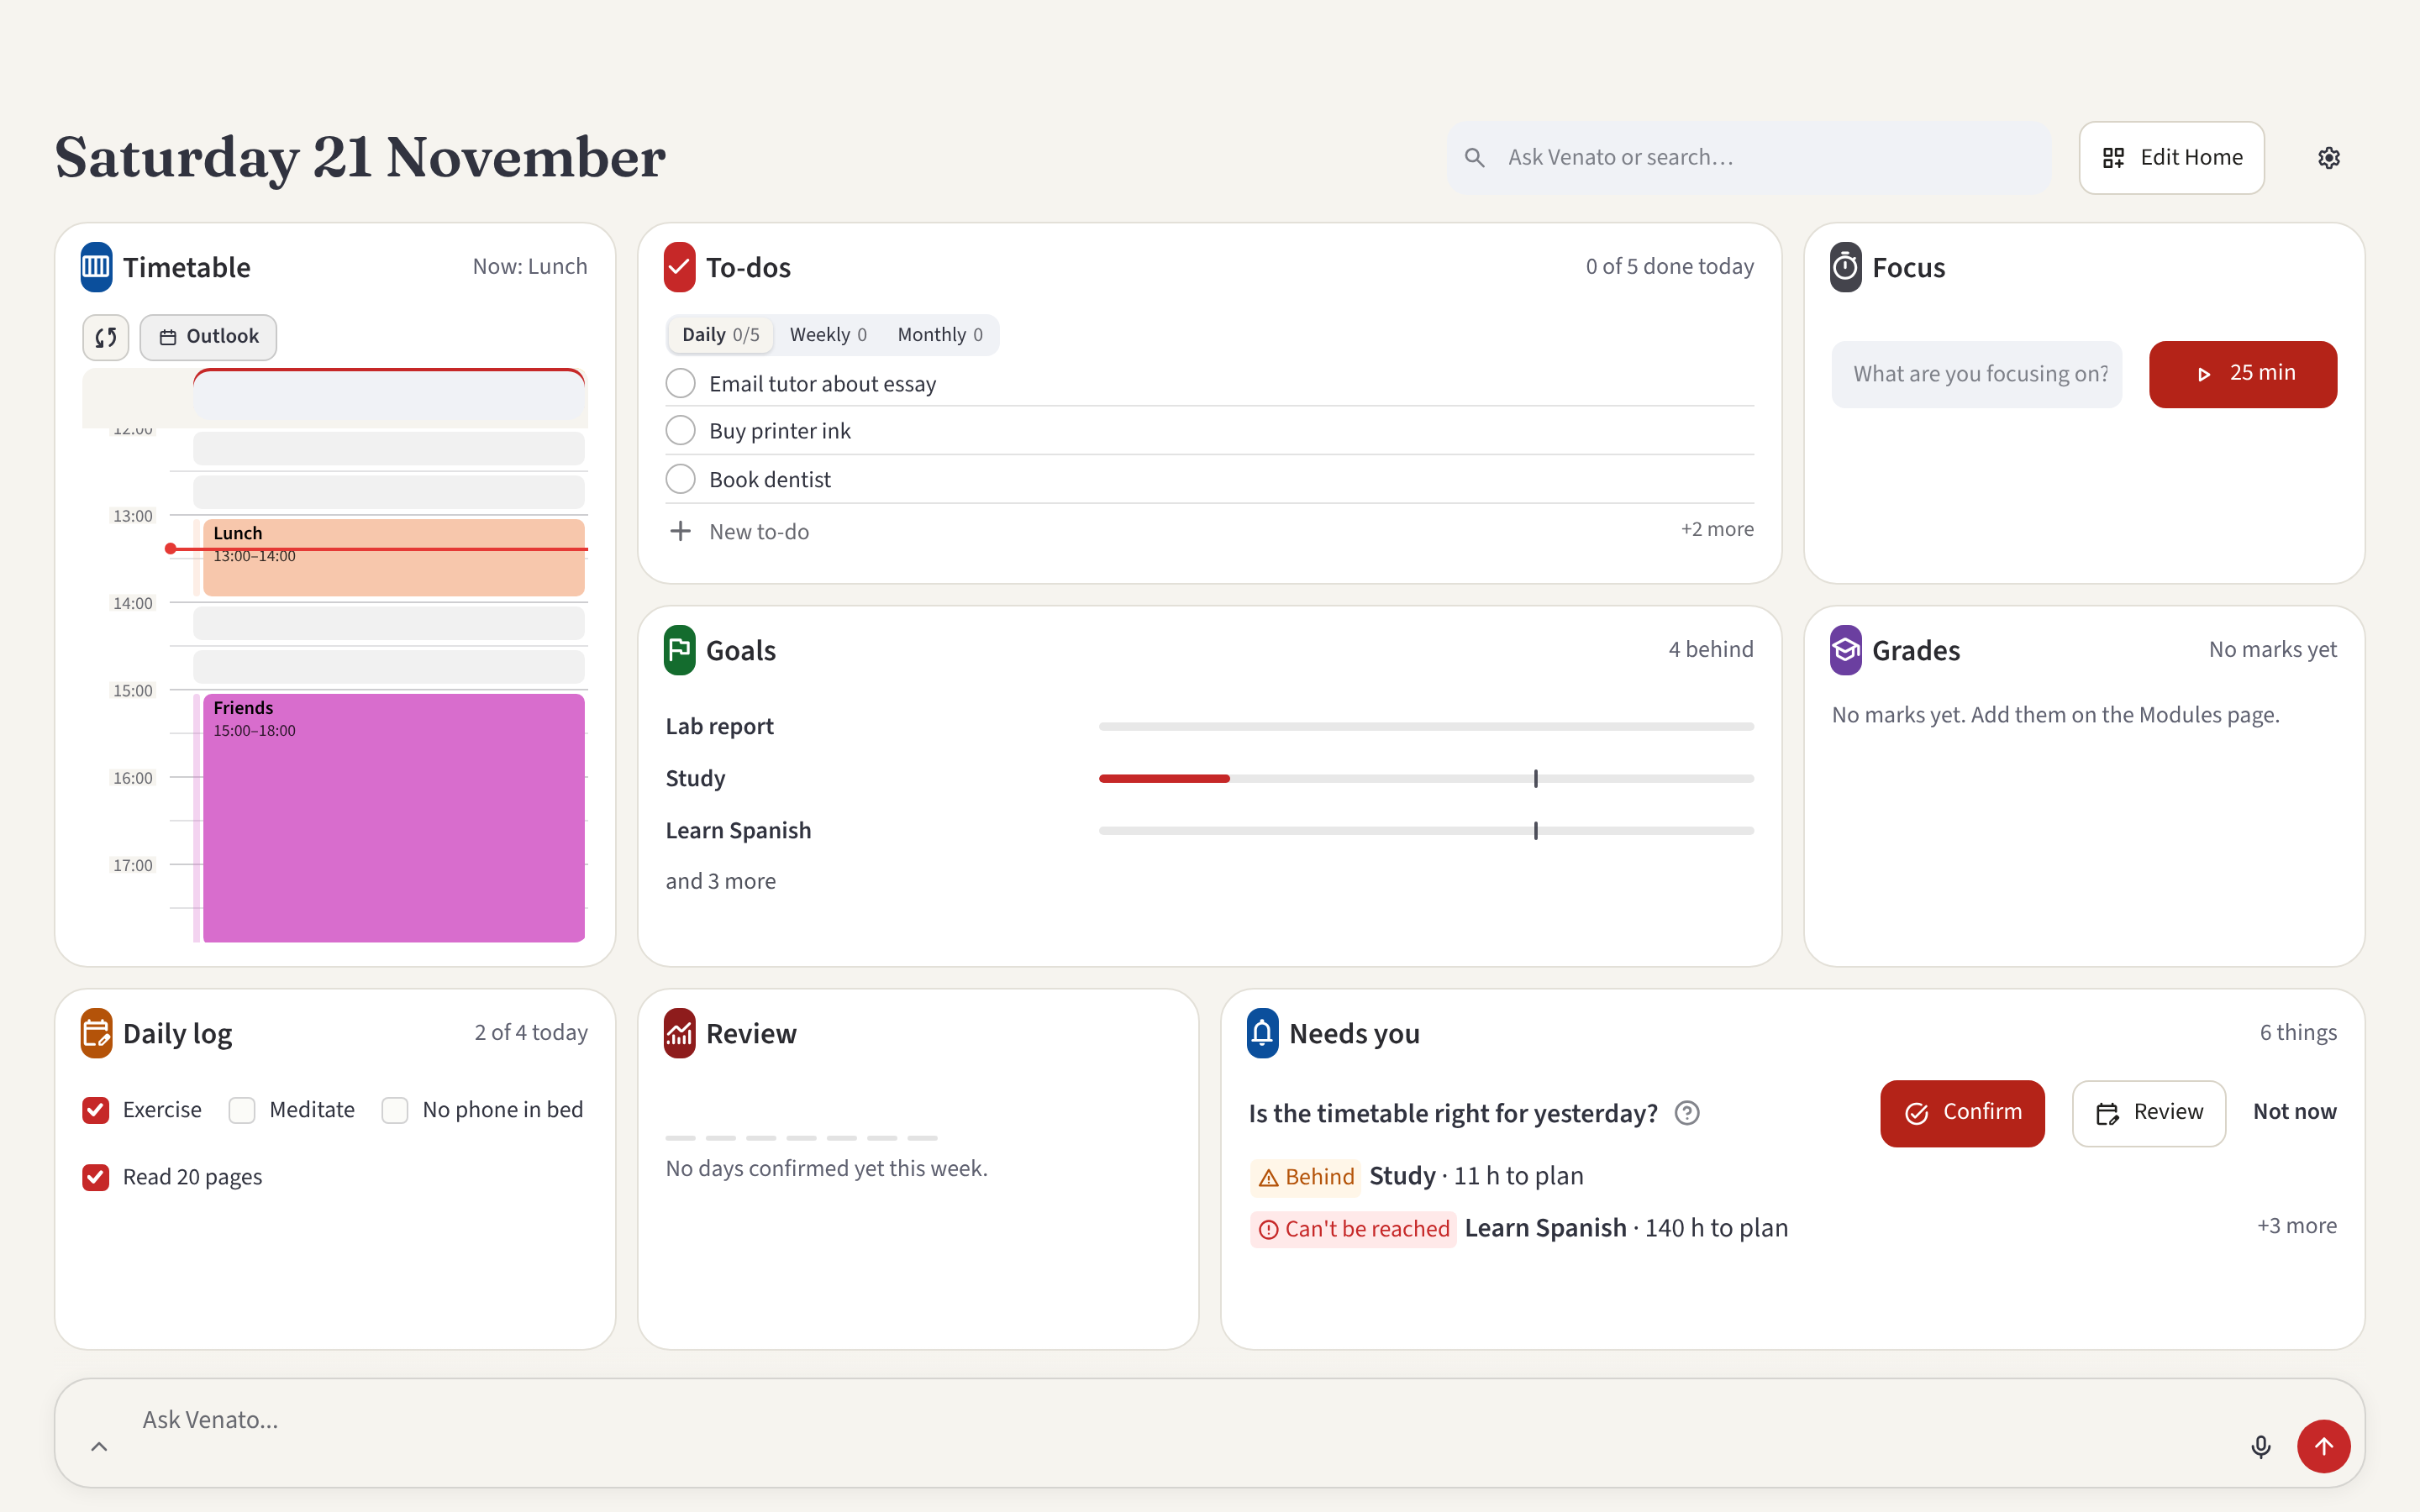 Saturday 21 November
Ask Venato or search…
Edit Home
Timetable
Now: Lunch
Outlook
12:00
13:00
Lunch
13:00–14:00
14:00
15:00
Friends
15:00–18:00
16:00
17:00
To-dos
0 of 5 done today
Daily 0/5
Weekly 0
Monthly 0
Email tutor about essay
Buy printer ink
Book dentist
New to-do
+2 more
Focus
What are you focusing on?
25 min
Goals
4 behind
Lab report
Study
Learn Spanish
and 3 more
Grades
No marks yet
No marks yet. Add them on the Modules page.
Daily log
2 of 4 today
Exercise
Meditate
No phone in bed
Read 20 pages
Review
No days confirmed yet this week.
Needs you
6 things
Is the timetable right for yesterday?
Confirm
Review
Not now
Behind Study · 11 h to plan
Can't be reached Learn Spanish · 140 h to plan
+3 more
Ask Venato...